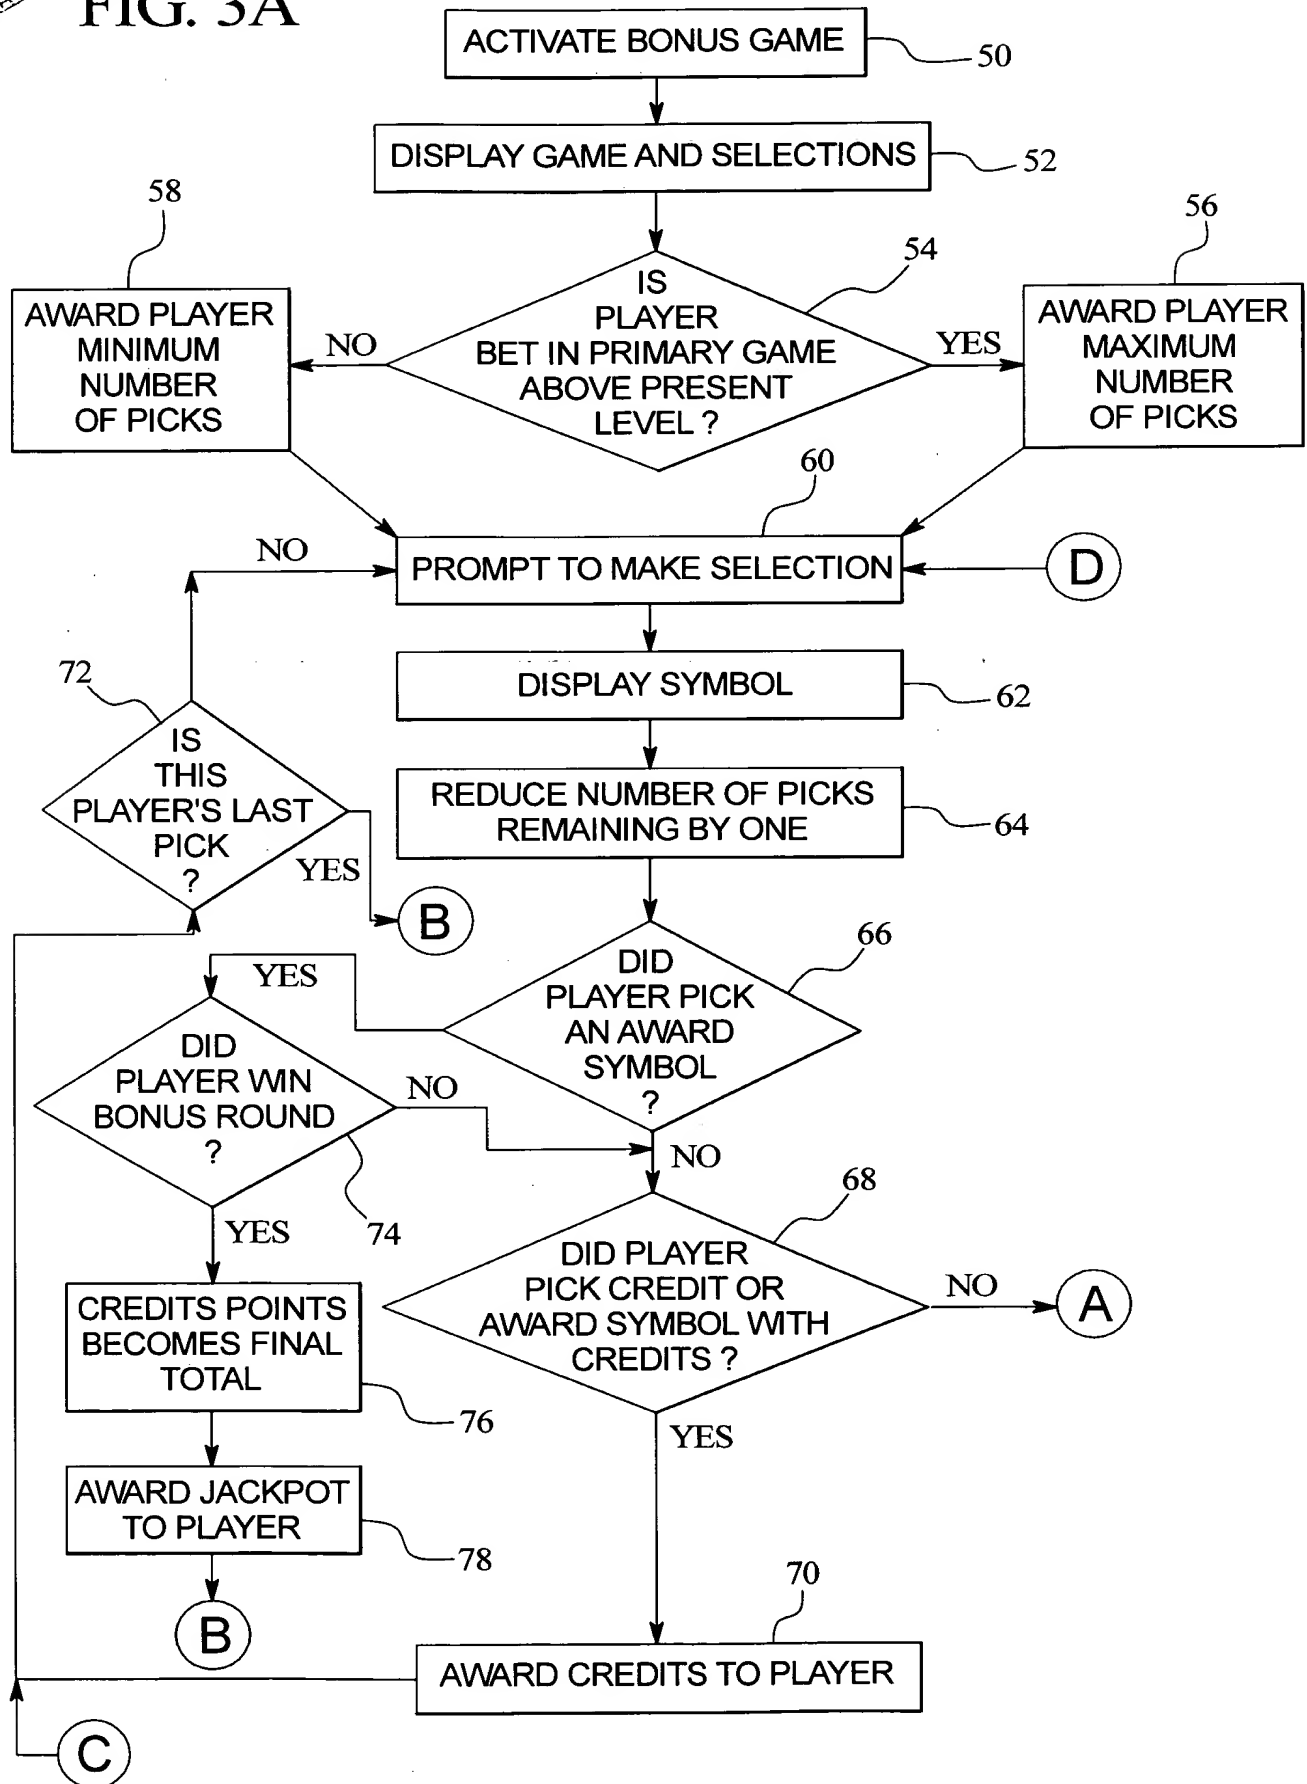 FIG. 3A
ACTIVATE BONUS GAME
50
DISPLAY GAME AND SELECTIONS
52
58
56
54
IS
PLAYER
BET IN PRIMARY GAME
ABOVE PRESENT
LEVEL ?
NO
YES
AWARD PLAYER
MINIMUM
NUMBER
OF PICKS
AWARD PLAYER
MAXIMUM
NUMBER
OF PICKS
60
NO
PROMPT TO MAKE SELECTION
D
72
DISPLAY SYMBOL
62
IS
THIS
PLAYER'S LAST
PICK
?
YES
B
REDUCE NUMBER OF PICKS
REMAINING BY ONE
64
66
YES
DID
PLAYER PICK
AN AWARD
SYMBOL
?
NO
DID
PLAYER WIN
BONUS ROUND
?
NO
74
YES
68
DID PLAYER
PICK CREDIT OR
AWARD SYMBOL WITH
CREDITS ?
NO
A
YES
CREDITS POINTS
BECOMES FINAL
TOTAL
76
AWARD JACKPOT
TO PLAYER
78
B
70
AWARD CREDITS TO PLAYER
C